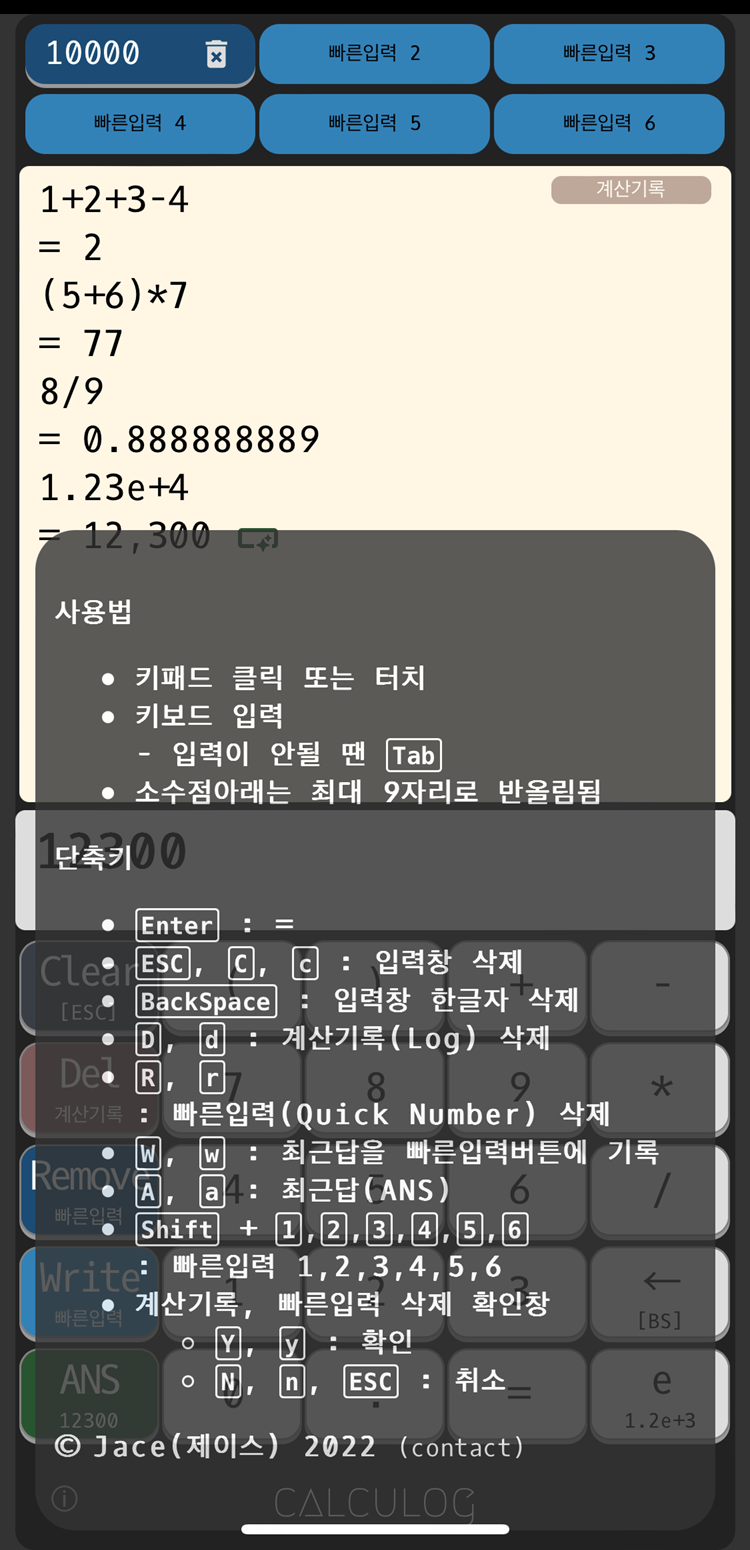 10000
빠른입력 2
빠른입력 3
빠른입력 4
빠른입력 5
빠른입력 6
계산기록
1+2+3-4
= 2
(5+6)*7
= 77
8/9
= 0.888888889
1.23e+4
= 12,300
12300
사용법
키패드 클릭 또는 터치
키보드 입력
- 입력이 안될 땐 Tab
소수점아래는 최대 9자리로 반올림됨
단축키
Enter : =
ESC, C, c : 입력창 삭제
BackSpace : 입력창 한글자 삭제
D, d : 계산기록(Log) 삭제
R, r
: 빠른입력(Quick Number) 삭제
W, w : 최근답을 빠른입력버튼에 기록
A, a : 최근답(ANS)
Shift + 1,2,3,4,5,6
: 빠른입력 1,2,3,4,5,6
계산기록, 빠른입력 삭제 확인창
Y, y : 확인
N, n, ESC : 취소
© Jace(제이스) 2022 (contact)
Clear
[ESC]
( ) + -
Del
계산기록
7 8 9 *
Remove
빠른입력
4 5 6 /
Write
빠른입력
1 2 3 ←
[BS]
ANS
12300
0 . = e
1.2e+3
CALCULOG